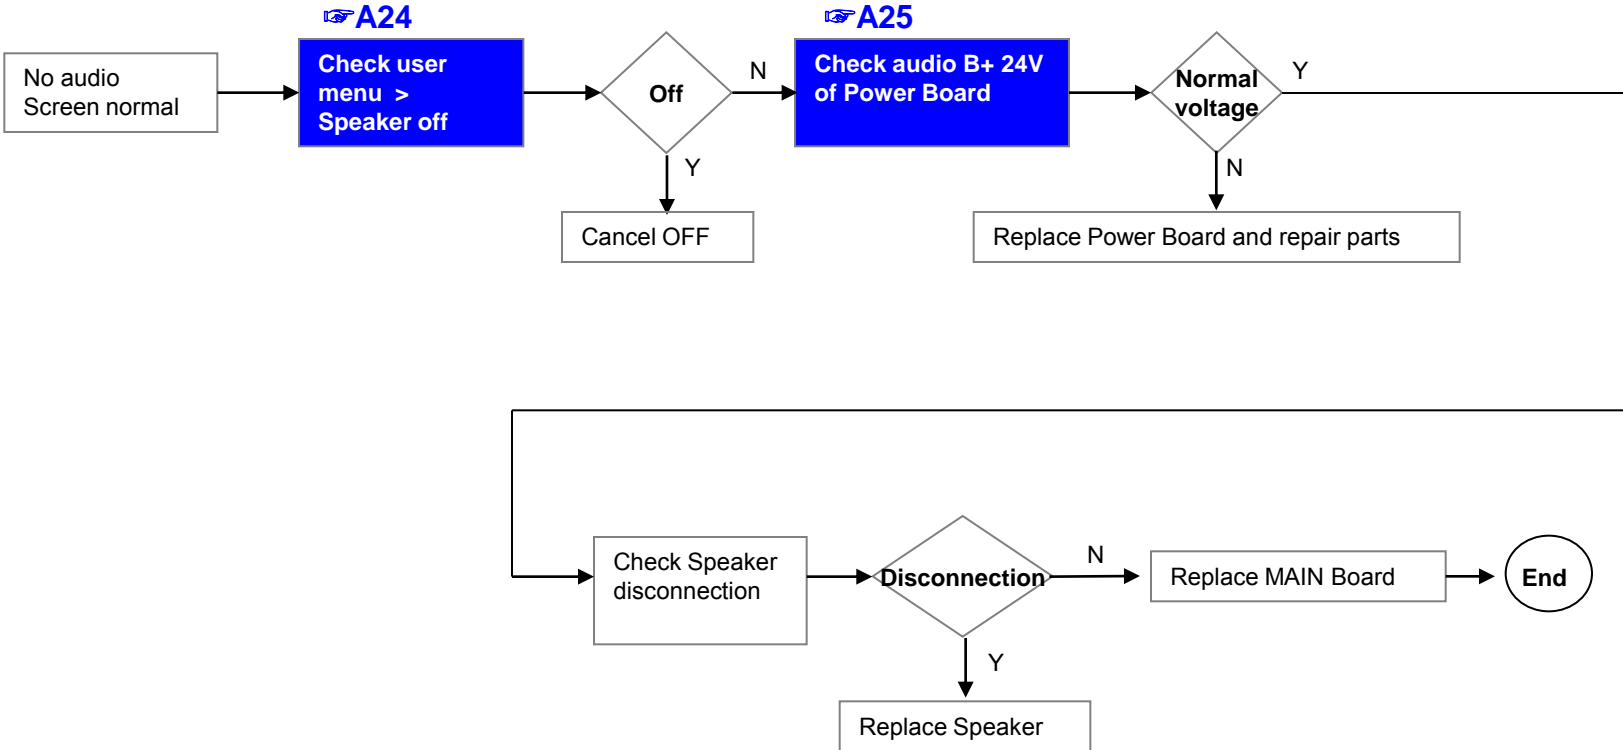 ☞A24
☞A25
No audio
Screen normal
Check user
menu >
Speaker off
Off
N
Check audio B+ 24V
of Power Board
Normal
voltage
Y
Y
N
Cancel OFF
Replace Power Board and repair parts
Check Speaker
disconnection
Disconnection
N
Replace MAIN Board
End
Y
Replace Speaker